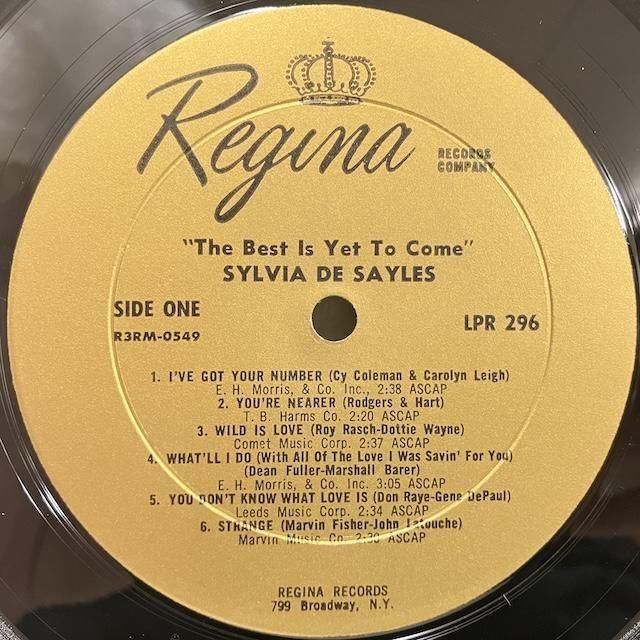 Regina
RECORDS
COMPANY
"The Best Is Yet To Come"
SYLVIA DE SAYLES
SIDE ONE
R3RM-0549
LPR 296
1. I'VE GOT YOUR NUMBER (Cy Coleman & Carolyn Leigh)
E. H. Morris, & Co. Inc., 2:38 ASCAP
2. YOU'RE NEARER (Rodgers & Hart)
T. B. Harms Co. 2:20 ASCAP
3. WILD IS LOVE (Roy Rasch-Dottie Wayne)
Comet Music Corp. 2:37 ASCAP
4. WHAT'LL I DO (With All Of The Love I Was Savin' For You)
(Dean Fuller-Marshall Barer)
E. H. Morris, & Co. Inc. 3:05 ASCAP
5. YOU DON'T KNOW WHAT LOVE IS (Don Raye-Gene DePaul)
Leeds Music Corp. 2:34 ASCAP
6. STRANGE (Marvin Fisher-John Latouche)
Marvin Music Co. 2:30 ASCAP
REGINA RECORDS
799 Broadway, N.Y.